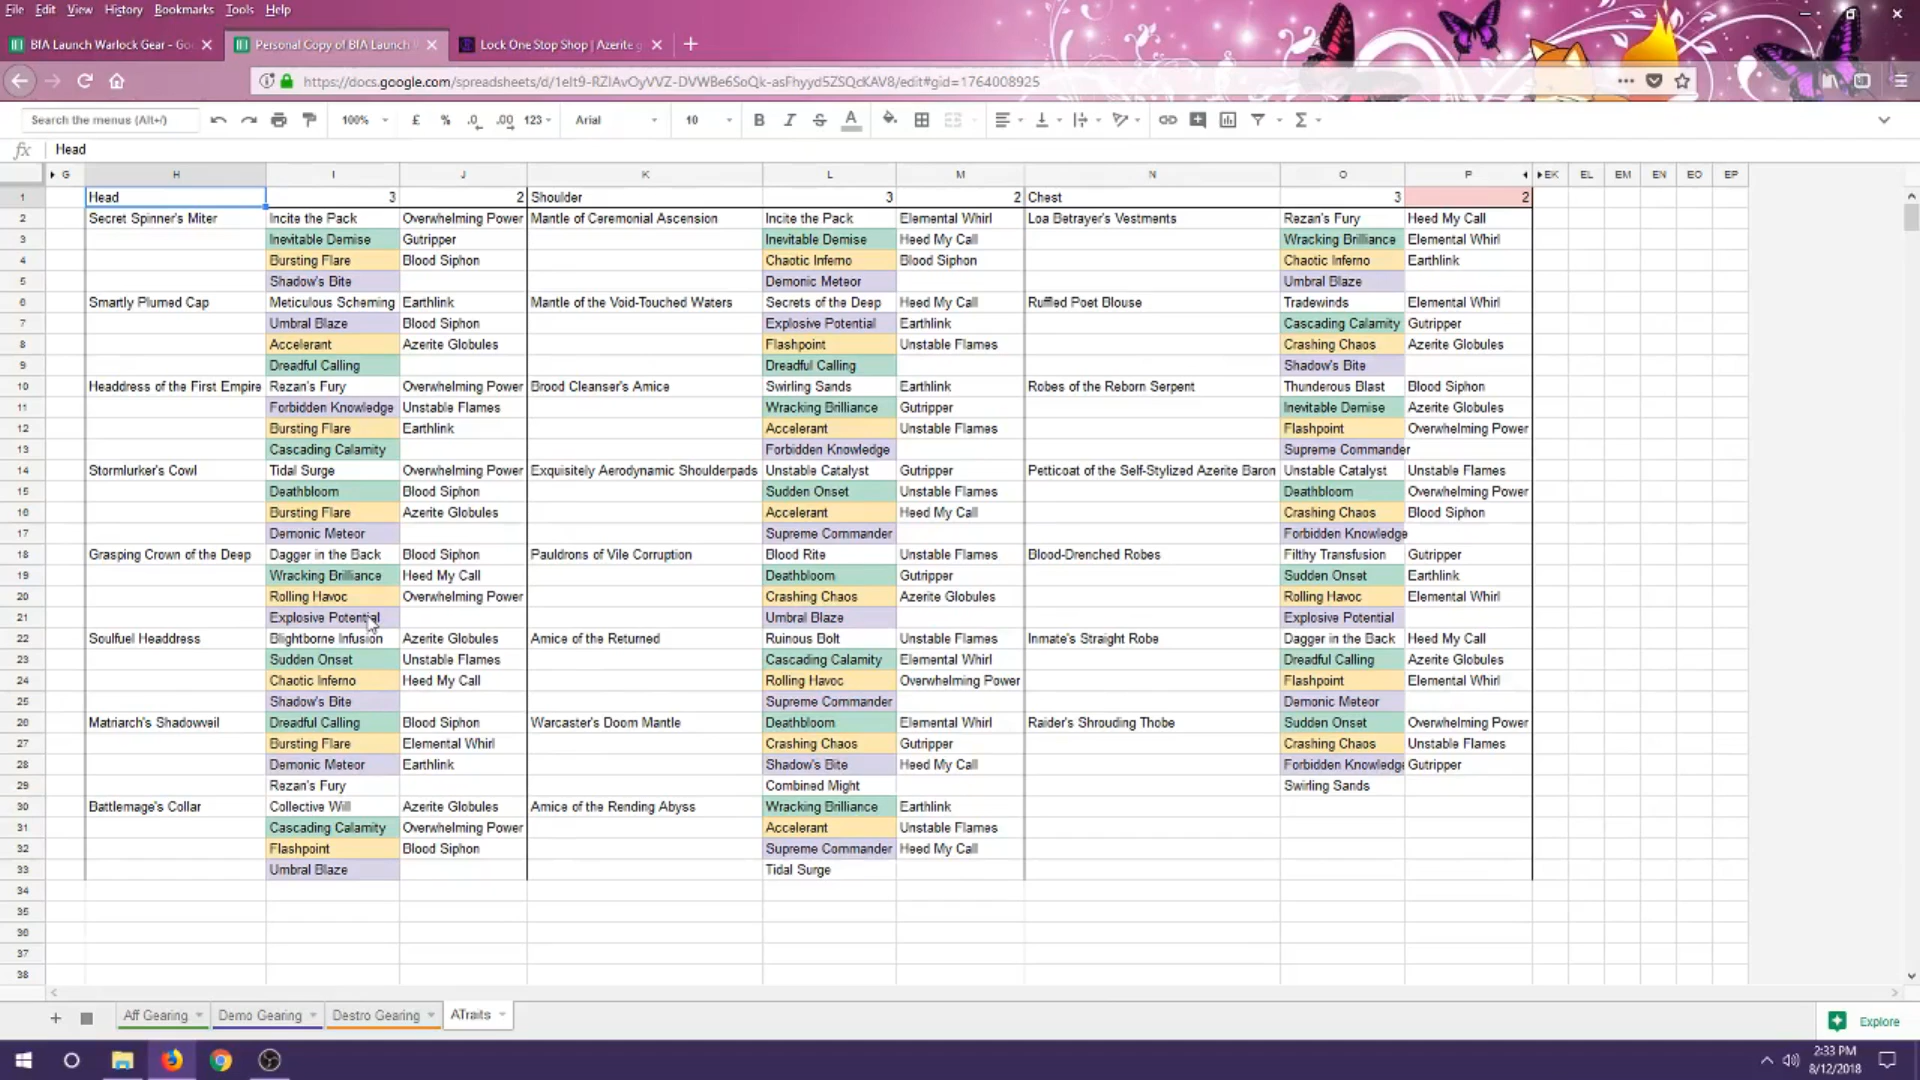 File Edit View History Bookmarks Tools Help
BfA Launch Warlock Gear - Go
Personal Copy of BfA Launch
Lock One Stop Shop | Azerite g
Search the menus (Alt+/)
100% £ % .0 .00 123 Arial 10 B I S A
fx Head
G H I J K L M N O P EK EL EM EN EO EP
1 Head 3 2 Shoulder 3 2 Chest 3 2
2 Secret Spinner's Miter Incite the Pack Overwhelming Power Mantle of Ceremonial Ascension Incite the Pack Elemental Whirl Loa Betrayer's Vestments Rezan's Fury Heed My Call
3 Inevitable Demise Gutripper Inevitable Demise Heed My Call Wracking Brilliance Elemental Whirl
4 Bursting Flare Blood Siphon Chaotic Inferno Blood Siphon Chaotic Inferno Earthlink
5 Shadow's Bite Demonic Meteor Umbral Blaze
6 Smartly Plumed Cap Meticulous Scheming Earthlink Mantle of the Void-Touched Waters Secrets of the Deep Heed My Call Ruffled Poet Blouse Tradewinds Elemental Whirl
7 Umbral Blaze Blood Siphon Explosive Potential Earthlink Cascading Calamity Gutripper
8 Accelerant Azerite Globules Flashpoint Unstable Flames Crashing Chaos Azerite Globules
9 Dreadful Calling Dreadful Calling Shadow's Bite
10 Headdress of the First Empire Rezan's Fury Overwhelming Power Brood Cleanser's Amice Swirling Sands Earthlink Robes of the Reborn Serpent Thunderous Blast Blood Siphon
11 Forbidden Knowledge Unstable Flames Wracking Brilliance Gutripper Inevitable Demise Azerite Globules
12 Bursting Flare Earthlink Accelerant Unstable Flames Flashpoint Overwhelming Power
13 Cascading Calamity Forbidden Knowledge Supreme Commander
14 Stormlurker's Cowl Tidal Surge Overwhelming Power Exquisitely Aerodynamic Shoulderpads Unstable Catalyst Gutripper Petticoat of the Self-Stylized Azerite Baron Unstable Catalyst Unstable Flames
15 Deathbloom Blood Siphon Sudden Onset Unstable Flames Deathbloom Overwhelming Power
16 Bursting Flare Azerite Globules Accelerant Heed My Call Crashing Chaos Blood Siphon
17 Demonic Meteor Supreme Commander Forbidden Knowledge
18 Grasping Crown of the Deep Dagger in the Back Blood Siphon Pauldrons of Vile Corruption Blood Rite Unstable Flames Blood-Drenched Robes Filthy Transfusion Gutripper
19 Wracking Brilliance Heed My Call Deathbloom Gutripper Sudden Onset Earthlink
20 Rolling Havoc Overwhelming Power Crashing Chaos Azerite Globules Rolling Havoc Elemental Whirl
21 Explosive Potential Umbral Blaze Explosive Potential
22 Soulfuel Headdress Blightborne Infusion Azerite Globules Amice of the Returned Ruinous Bolt Unstable Flames Inmate's Straight Robe Dagger in the Back Heed My Call
23 Sudden Onset Unstable Flames Cascading Calamity Elemental Whirl Dreadful Calling Azerite Globules
24 Chaotic Inferno Heed My Call Rolling Havoc Overwhelming Power Flashpoint Elemental Whirl
25 Shadow's Bite Supreme Commander Demonic Meteor
26 Matriarch's Shadowveil Dreadful Calling Blood Siphon Warcaster's Doom Mantle Deathbloom Elemental Whirl Raider's Shrouding Thobe Sudden Onset Overwhelming Power
27 Bursting Flare Elemental Whirl Crashing Chaos Gutripper Crashing Chaos Unstable Flames
28 Demonic Meteor Earthlink Shadow's Bite Heed My Call Forbidden Knowledge Gutripper
29 Rezan's Fury Combined Might Swirling Sands
30 Battlemage's Collar Collective Will Azerite Globules Amice of the Rending Abyss Wracking Brilliance Earthlink
31 Cascading Calamity Overwhelming Power Accelerant Unstable Flames
32 Flashpoint Blood Siphon Supreme Commander Heed My Call
33 Umbral Blaze Tidal Surge
34
35
36
37
38
Aff Gearing Demo Gearing Destro Gearing ATraits
Explore
2:33 PM
8/12/2018